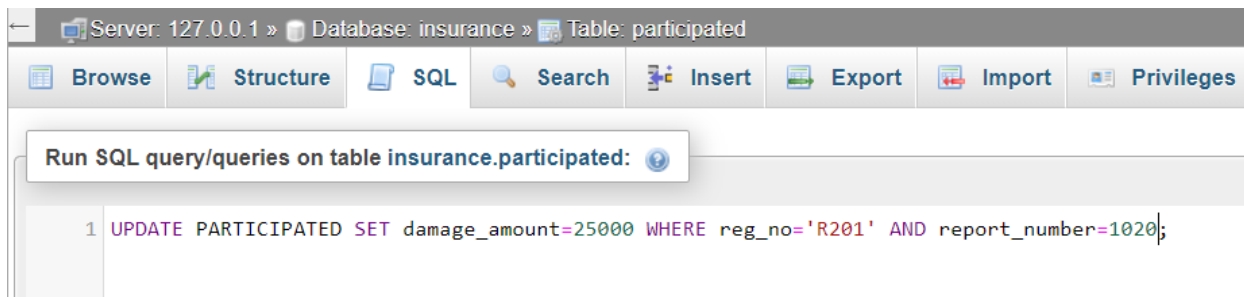 ← Server: 127.0.0.1 » Database: insurance » Table: participated
Browse Structure SQL Search Insert Export Import Privileges
Run SQL query/queries on table insurance.participated:
1 UPDATE PARTICIPATED SET damage_amount=25000 WHERE reg_no='R201' AND report_number=1020;